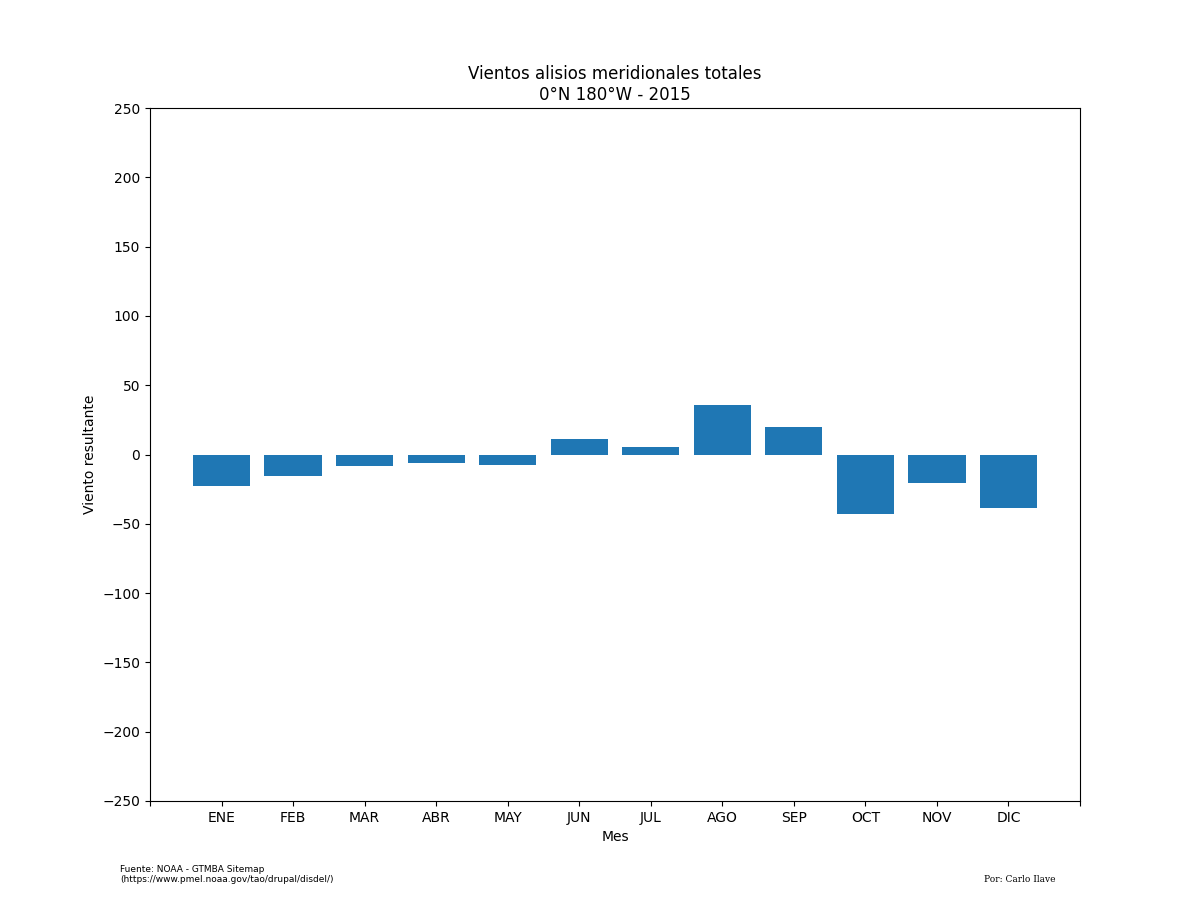 Vientos alisios meridionales totales
0°N 180°W - 2015
250
200
150
100
50
0
−50
−100
−150
−200
−250
Viento resultante
ENE FEB MAR ABR MAY JUN JUL AGO SEP OCT NOV DIC
Mes
Fuente: NOAA - GTMBA Sitemap
(https://www.pmel.noaa.gov/tao/drupal/disdel/)
Por: Carlo Ilave